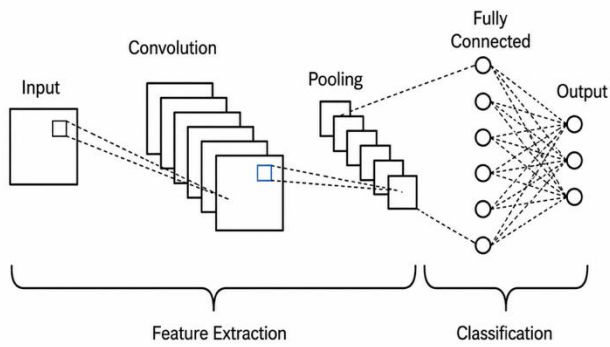 Input
Convolution
Pooling
Fully
Connected
Output
Feature Extraction
Classification